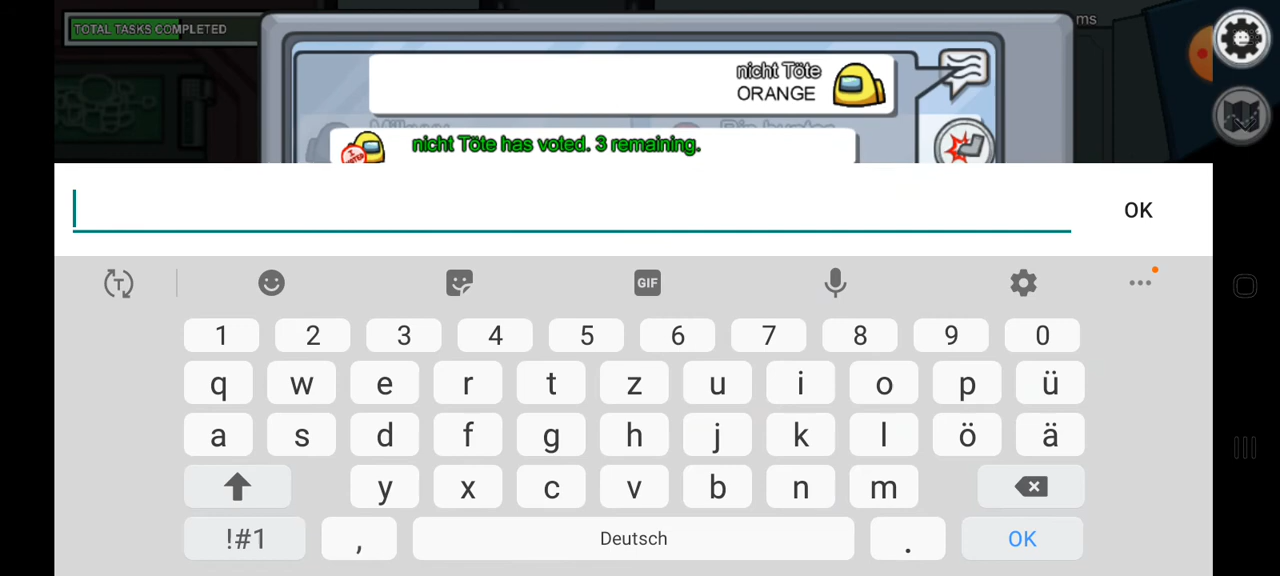 TOTAL TASKS COMPLETED
ms
nicht Töte
ORANGE
nicht Töte has voted. 3 remaining.
OK
T
GIF
1 2 3 4 5 6 7 8 9 0
q w e r t z u i o p ü
a s d f g h j k l ö ä
y x c v b n m
!#1 , Deutsch . OK